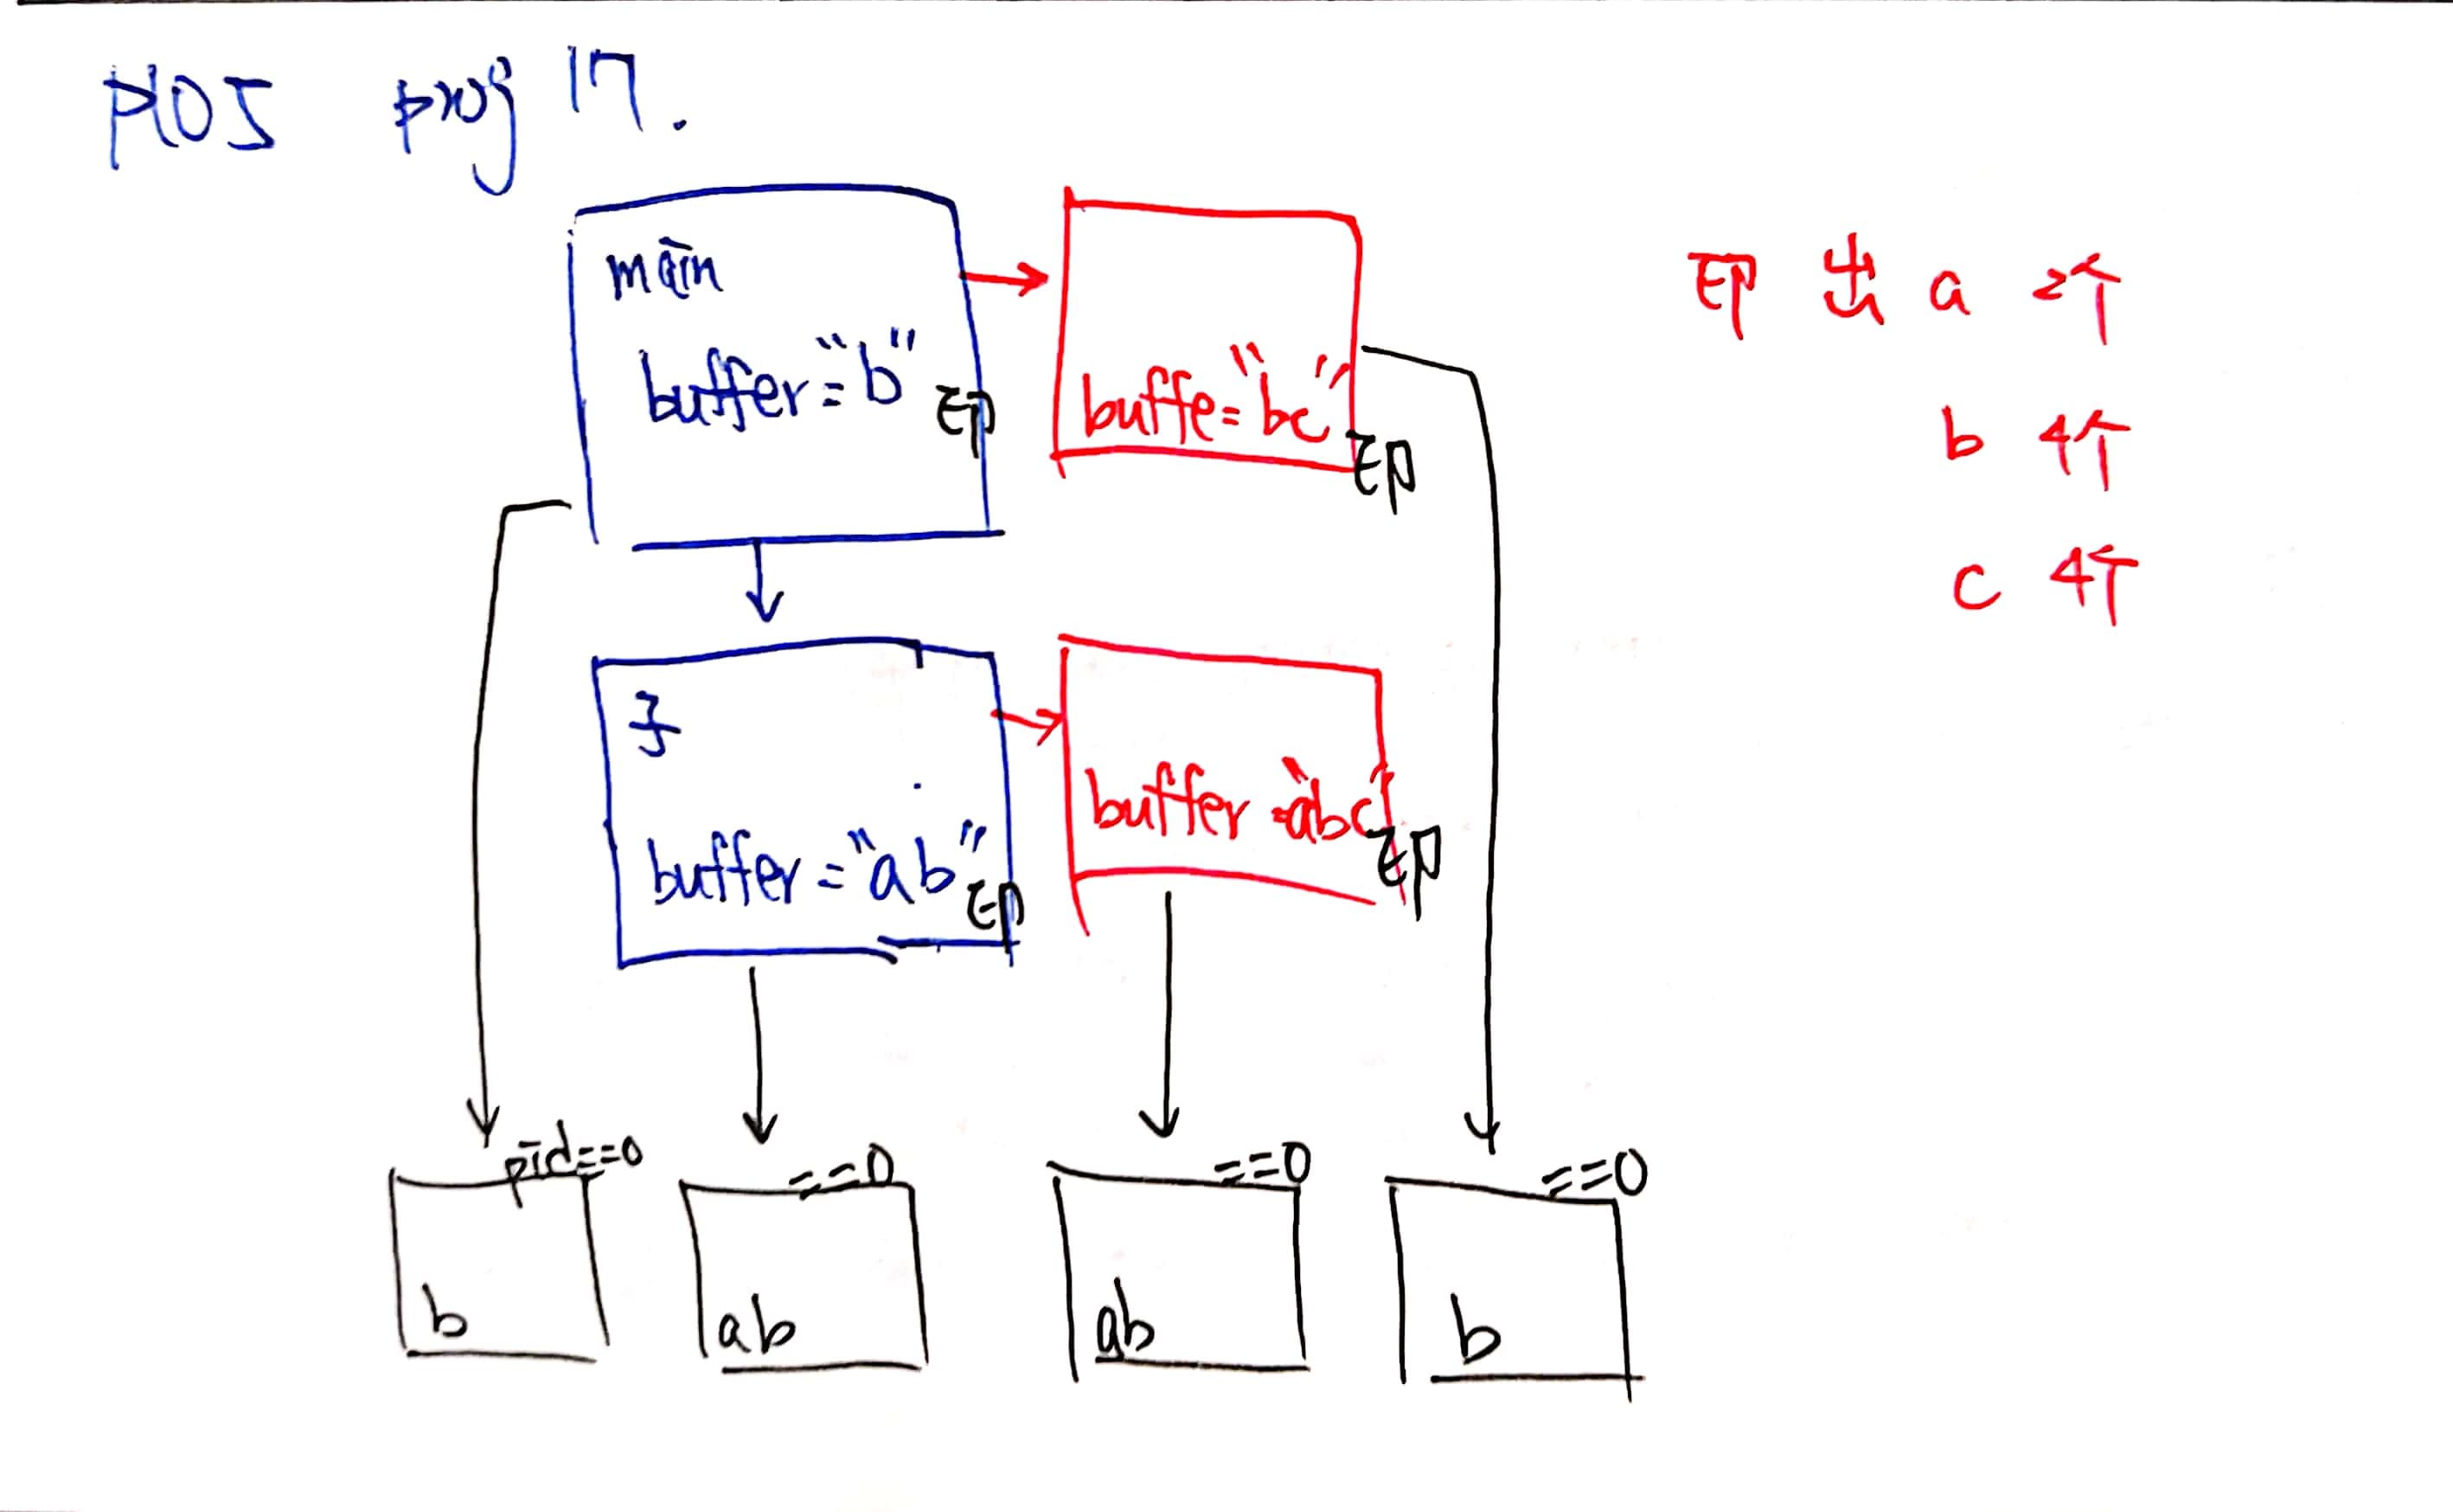 P105 prog 17.
main
buffer="b" 印
buffe="bc" 印
印出 a 2个
b 4个
c 4个
子
buffer="ab" 印
buffer="abc" 印
pid==0
b
==0
ab
==0
ab
==0
b